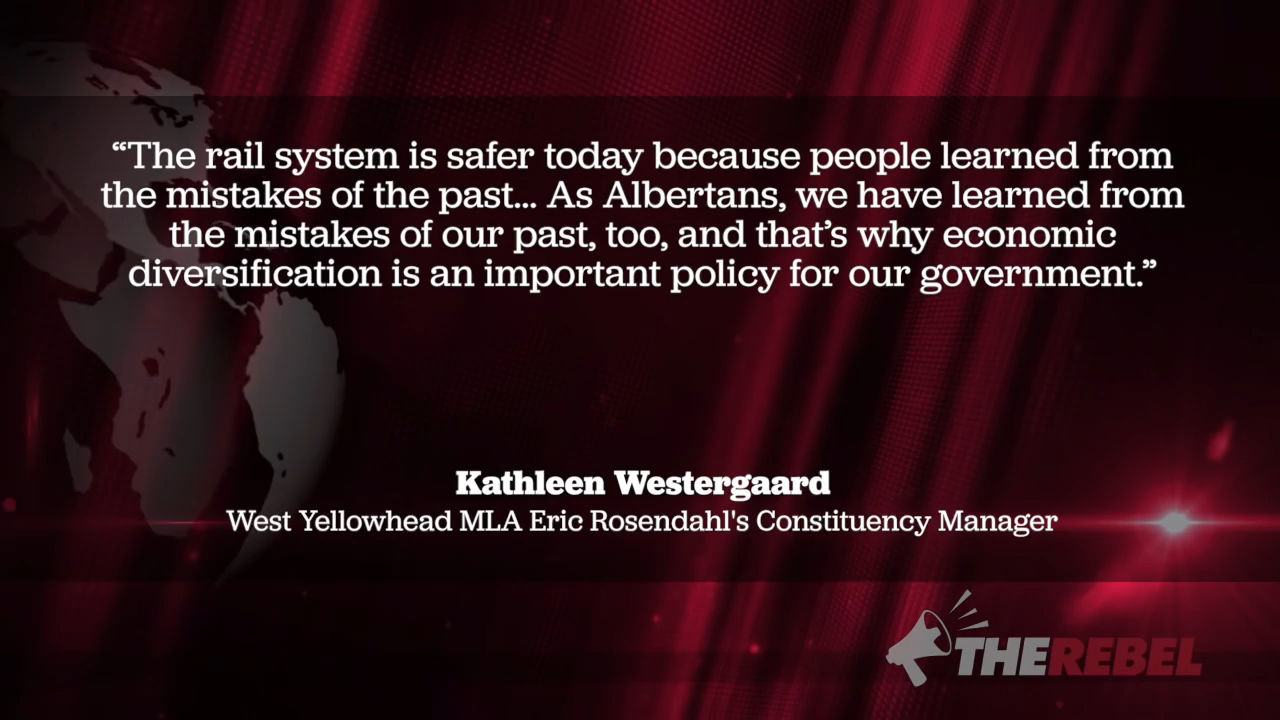 “The rail system is safer today because people learned from
the mistakes of the past... As Albertans, we have learned from
the mistakes of our past, too, and that’s why economic
diversification is an important policy for our government.”
Kathleen Westergaard
West Yellowhead MLA Eric Rosendahl's Constituency Manager
THEREBEL